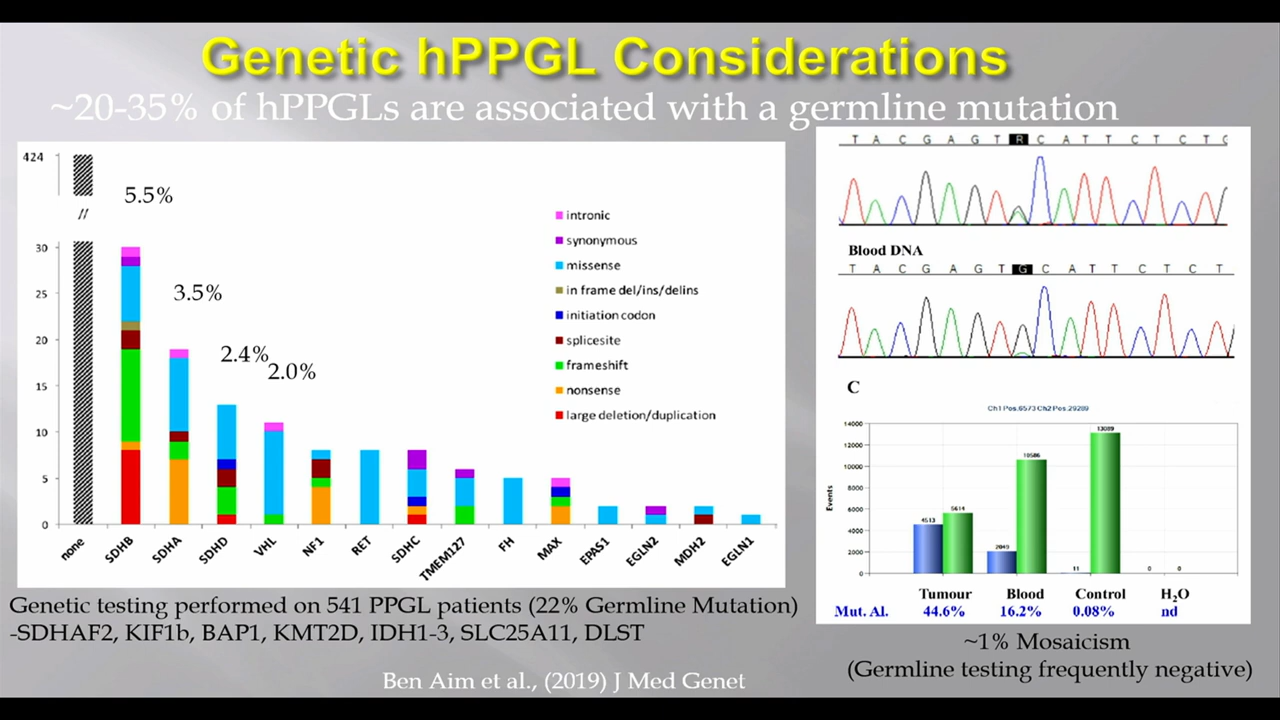 Genetic hPPGL Considerations
~20-35% of hPPGLs are associated with a germline mutation
424
//
30
25
20
15
10
5
0
5.5%
3.5%
2.4%
2.0%
intronic
synonymous
missense
in frame del/ins/delins
initiation codon
splicesite
frameshift
nonsense
large deletion/duplication
none SDHB SDHA SDHD VHL NF1 RET SDHC TMEM127 FH MAX EPAS1 EGLN2 MDH2 EGLN1
Genetic testing performed on 541 PPGL patients (22% Germline Mutation)
-SDHAF2, KIF1b, BAP1, KMT2D, IDH1-3, SLC25A11, DLST
Ben Aim et al., (2019) J Med Genet
T A C G A G T R C A T T C T C T C
Blood DNA
T A C G A G T G C A T T C T C T
C
Ch1 Pos:6573 Ch2 Pos:29289
Events
14000
12000
10000
8000
6000
4000
2000
0
4513 5614 2049 10586 11 13089 0 0
Tumour Blood Control H₂O
Mut. Al. 44.6% 16.2% 0.08% nd
~1% Mosaicism
(Germline testing frequently negative)